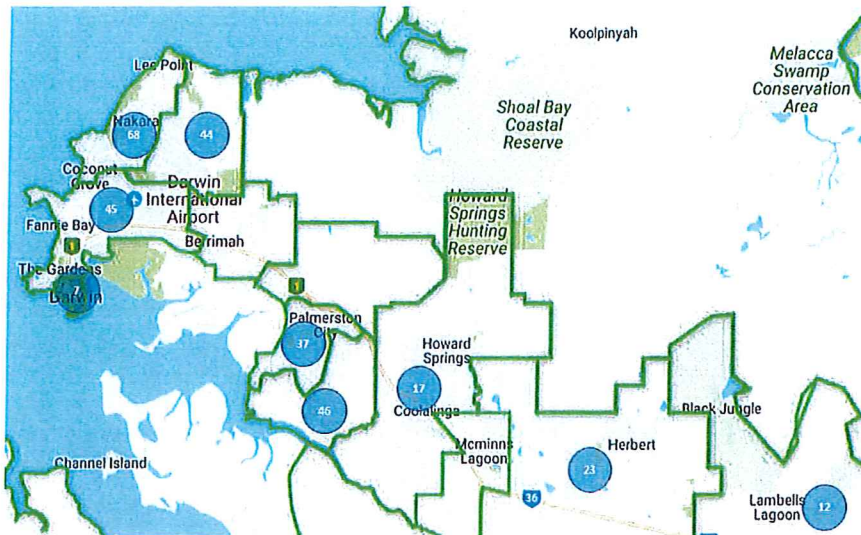 Koolpinyah
Melacca
Swamp
Conservation
Area
Lee Point
Shoal Bay
Coastal
Reserve
Nakara
68
44
Coconut
Grove
Darwin
International
Airport
45
Fannie Bay
Howard
Springs
Hunting
Reserve
Berrimah
1
The Gardens
7
Darwin
1
Palmerston
City
37
Howard
Springs
17
46
Coolalinga
Black Jungle
Mcminns
Lagoon
Herbert
23
Channel Island
36
Lambells
Lagoon
12